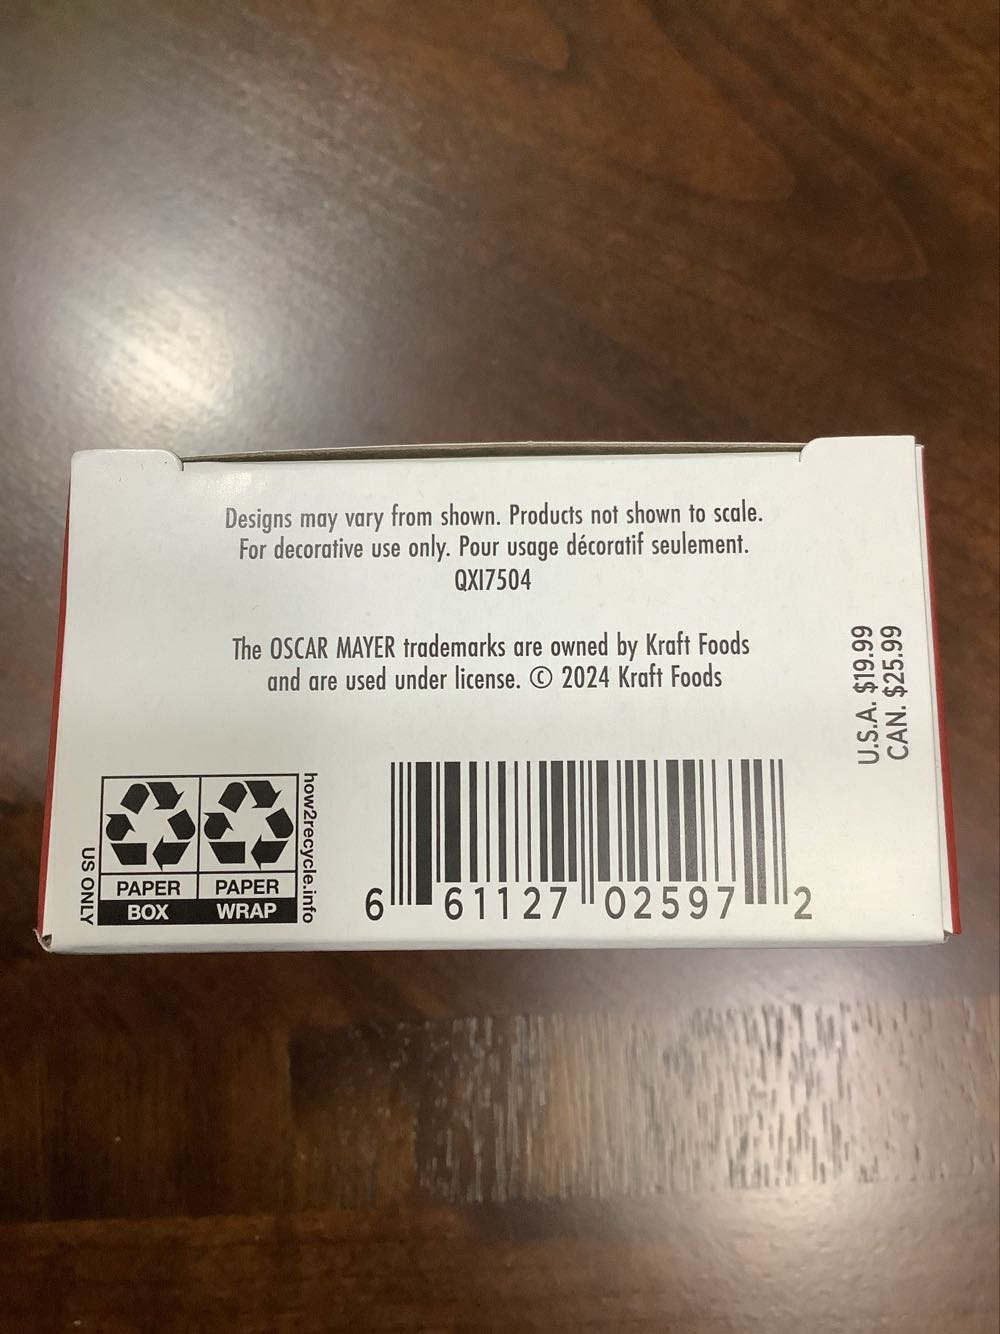 Designs may vary from shown. Products not shown to scale.
For decorative use only. Pour usage décoratif seulement.
QXI7504
The OSCAR MAYER trademarks are owned by Kraft Foods
and are used under license. © 2024 Kraft Foods
U.S.A. $19.99
CAN. $25.99
US ONLY
PAPER
BOX
PAPER
WRAP
how2recycle.info
6 61127 02597 2